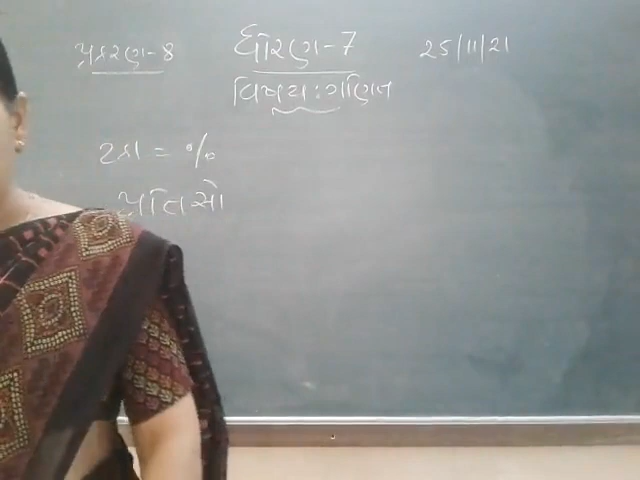 પ્રકરણ-8 ધોરણ-7 25/11/21
વિષય : ગણિત
ટકા = %
પ્રતિ સો